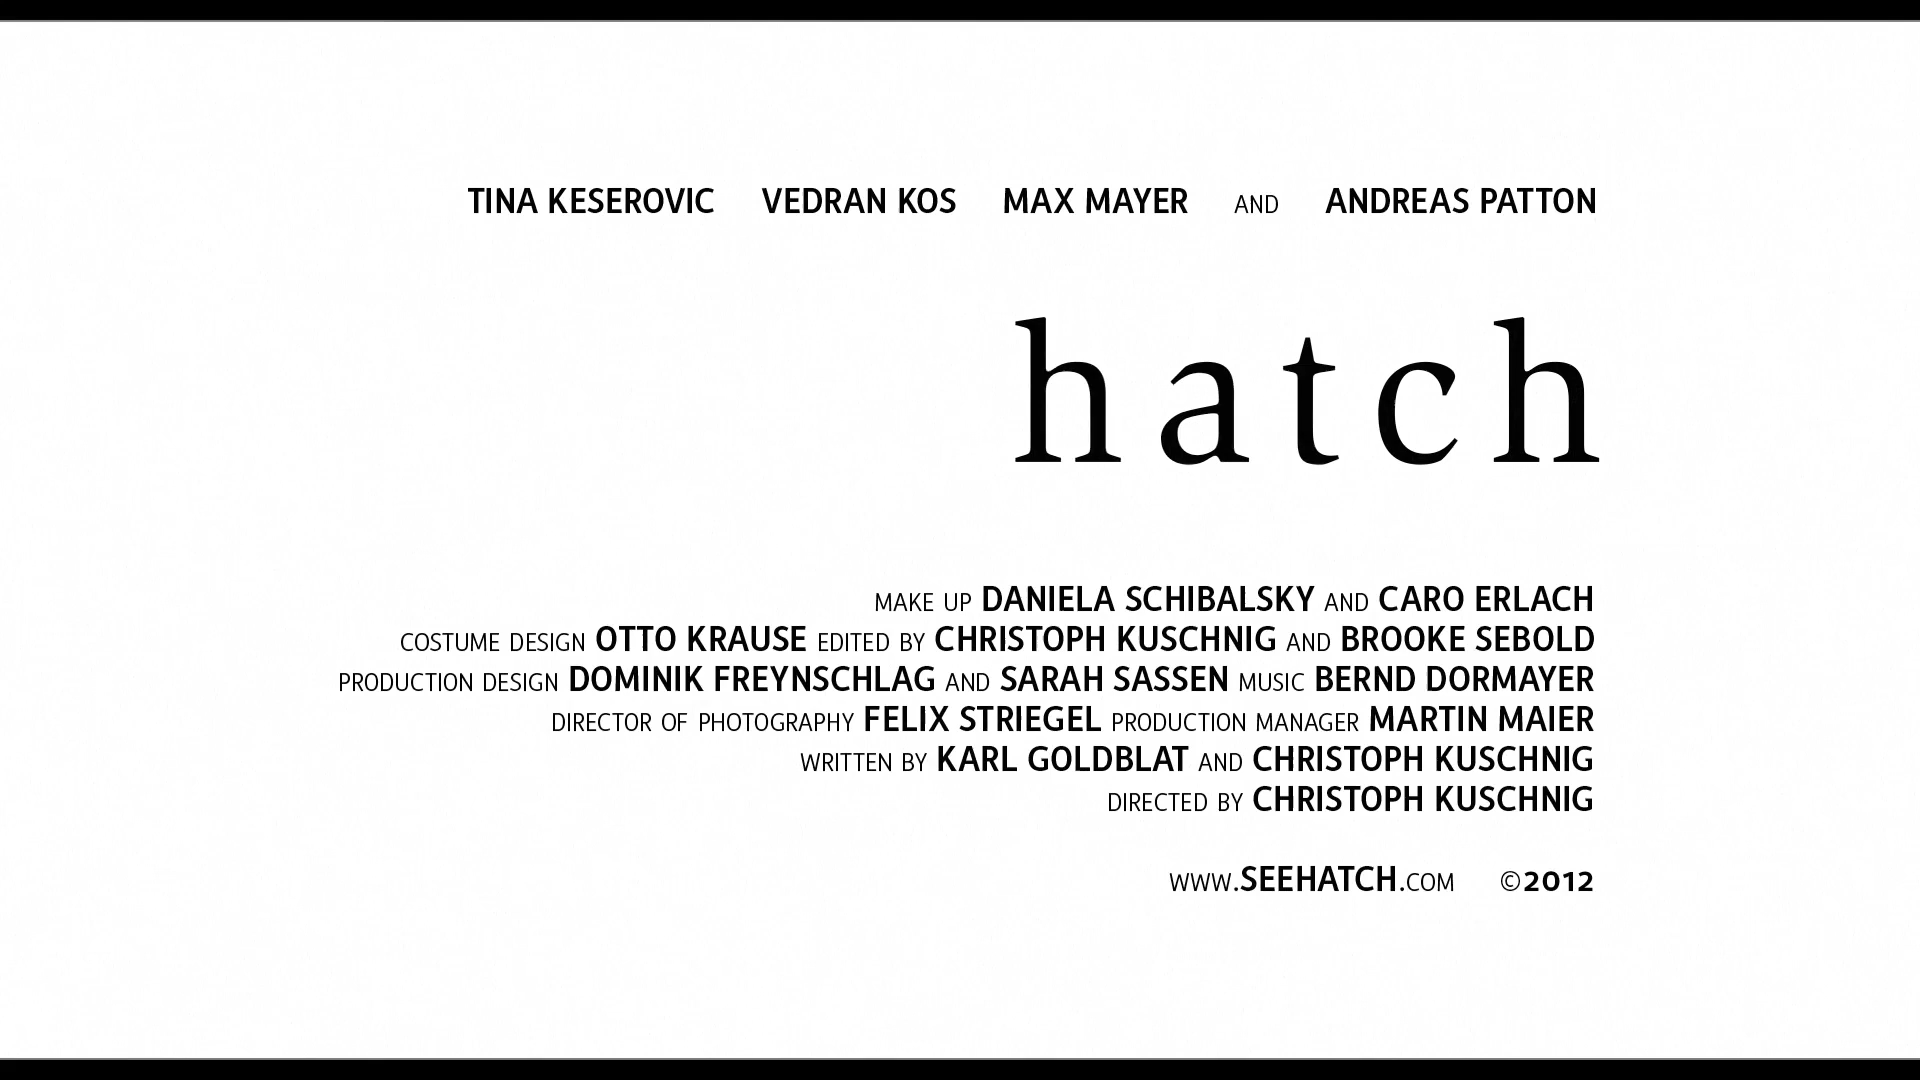 TINA KESEROVIC VEDRAN KOS MAX MAYER AND ANDREAS PATTON
hatch
MAKE UP DANIELA SCHIBALSKY AND CARO ERLACH
COSTUME DESIGN OTTO KRAUSE EDITED BY CHRISTOPH KUSCHNIG AND BROOKE SEBOLD
PRODUCTION DESIGN DOMINIK FREYNSCHLAG AND SARAH SASSEN MUSIC BERND DORMAYER
DIRECTOR OF PHOTOGRAPHY FELIX STRIEGEL PRODUCTION MANAGER MARTIN MAIER
WRITTEN BY KARL GOLDBLAT AND CHRISTOPH KUSCHNIG
DIRECTED BY CHRISTOPH KUSCHNIG
WWW.SEEHATCH.COM ©2012